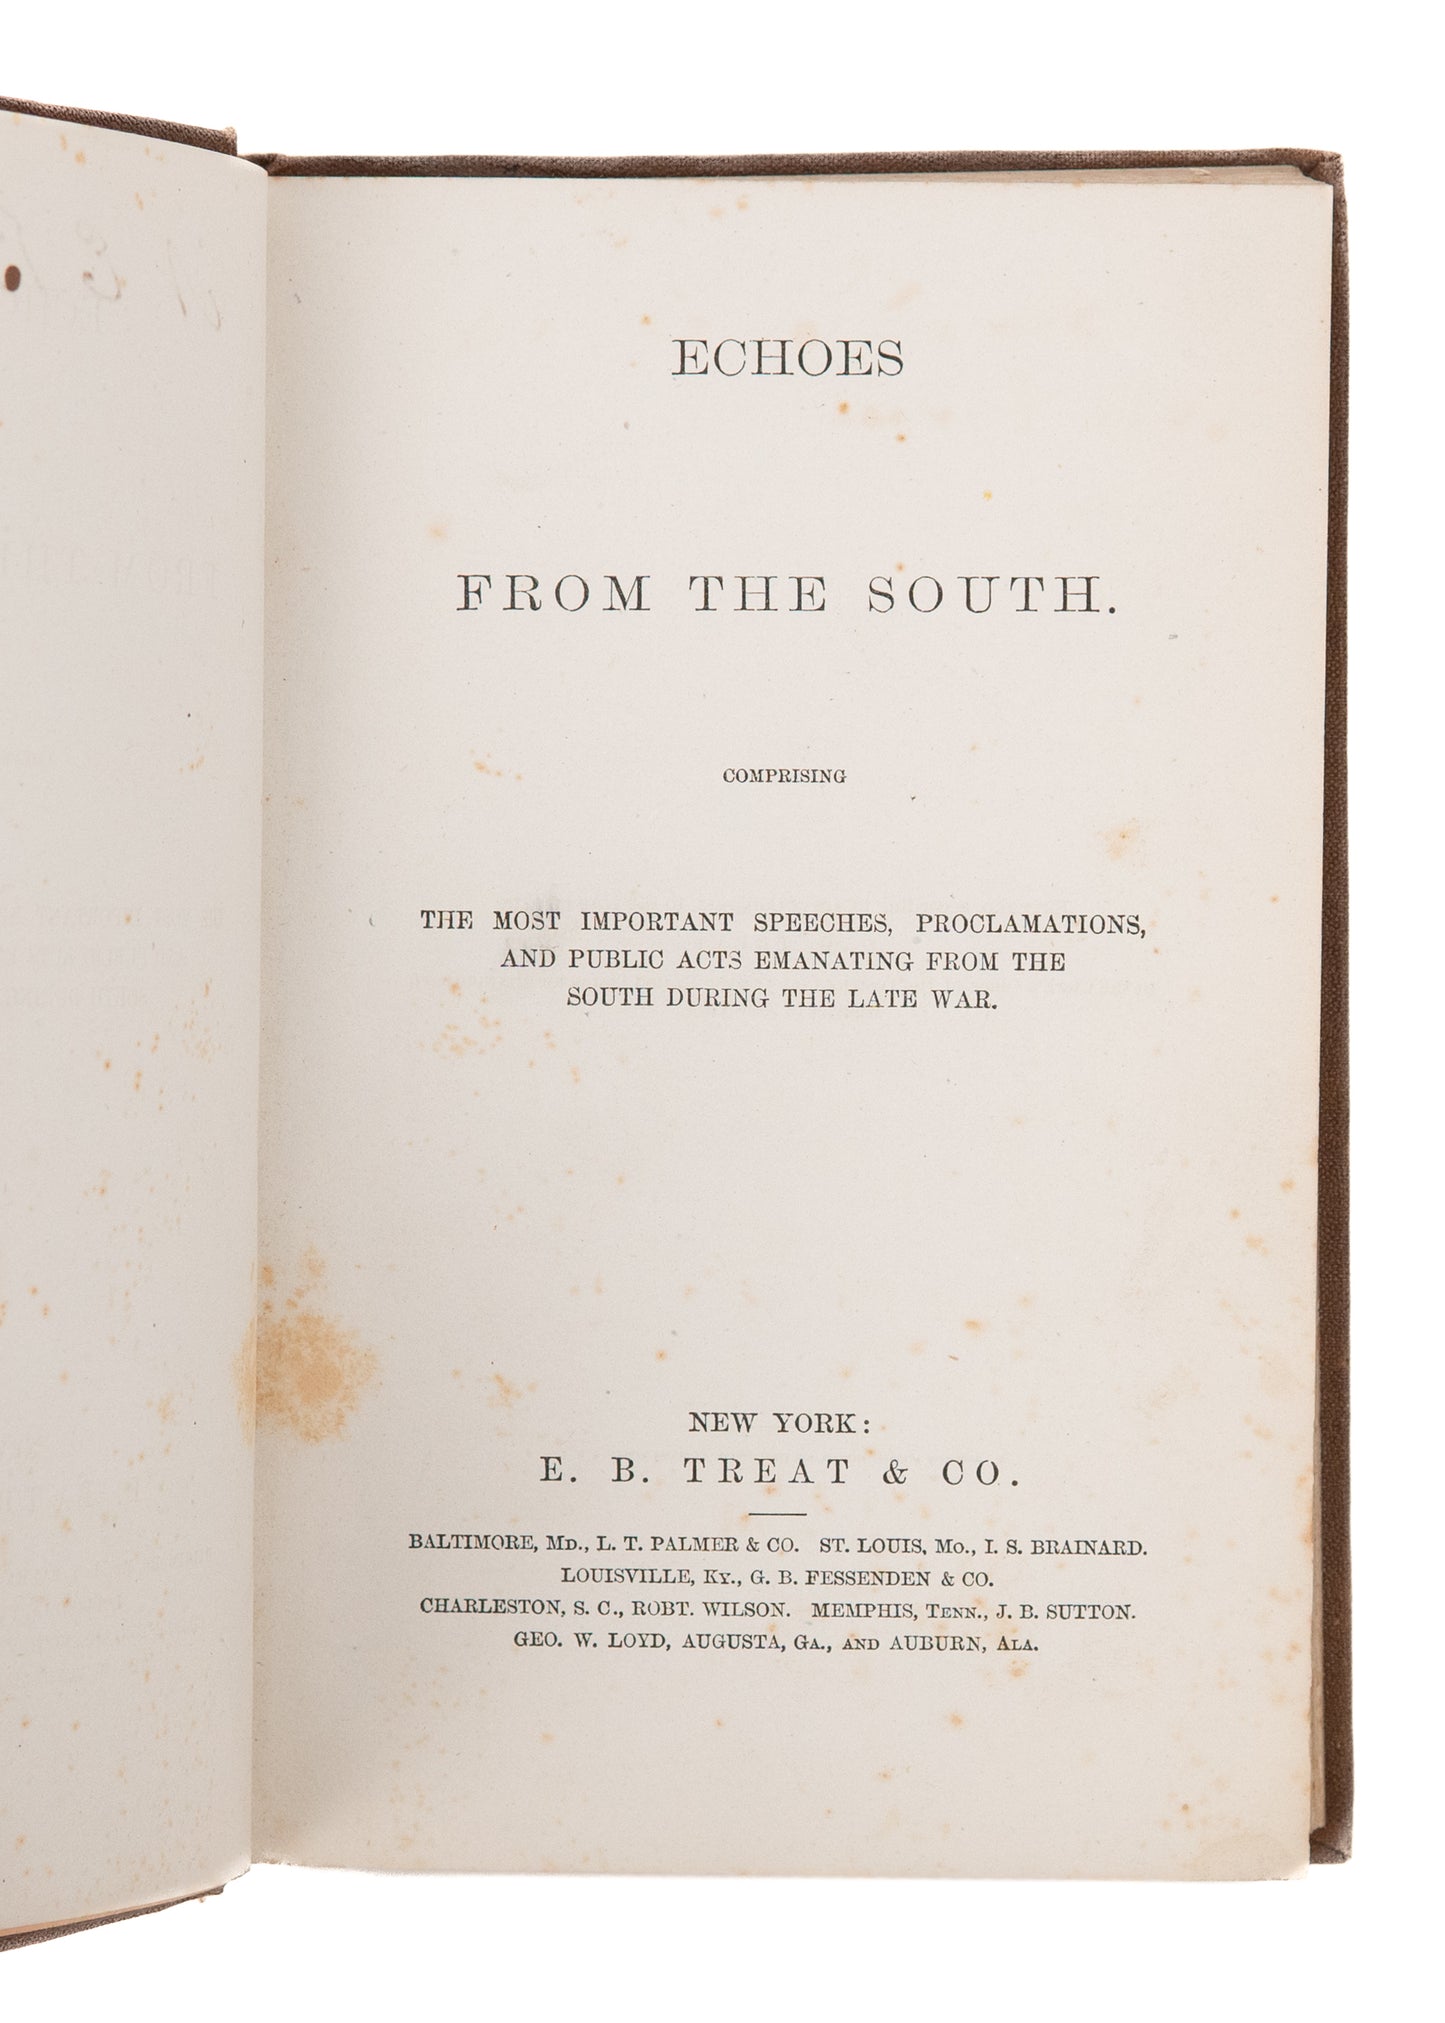 ECHOES
FROM THE SOUTH.
COMPRISING
THE MOST IMPORTANT SPEECHES, PROCLAMATIONS,
AND PUBLIC ACTS EMANATING FROM THE
SOUTH DURING THE LATE WAR.
NEW YORK:
E. B. TREAT & CO.
BALTIMORE, MD., L. T. PALMER & CO. ST. LOUIS, MO., I. S. BRAINARD.
LOUISVILLE, KY., G. B. FESSENDEN & CO.
CHARLESTON, S. C., ROBT. WILSON. MEMPHIS, TENN., J. B. SUTTON.
GEO. W. LOYD, AUGUSTA, GA., AND AUBURN, ALA.